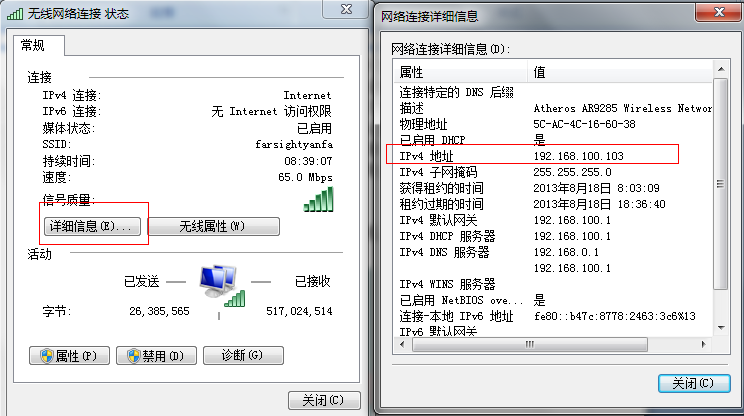 无线网络连接 状态
常规
连接
IPv4 连接: Internet
IPv6 连接: 无 Internet 访问权限
媒体状态: 已启用
SSID: farsightyanfa
持续时间: 08:39:07
速度: 65.0 Mbps
信号质量:
详细信息(E)... 无线属性(W)
活动
已发送 已接收
字节: 26,385,565 517,024,514
属性(P) 禁用(D) 诊断(G)
关闭(C)
网络连接详细信息
网络连接详细信息(D):
属性 值
连接特定的 DNS 后缀
描述 Atheros AR9285 Wireless Networ
物理地址 5C-AC-4C-16-60-38
已启用 DHCP 是
IPv4 地址 192.168.100.103
IPv4 子网掩码 255.255.255.0
获得租约的时间 2013年8月18日 8:03:09
租约过期的时间 2013年8月18日 18:36:40
IPv4 默认网关 192.168.100.1
IPv4 DHCP 服务器 192.168.100.1
IPv4 DNS 服务器 192.168.0.1
192.168.100.1
IPv4 WINS 服务器
已启用 NetBIOS ove... 是
连接-本地 IPv6 地址 fe80::b47c:8778:2463:3c6%13
IPv6 默认网关
关闭(C)